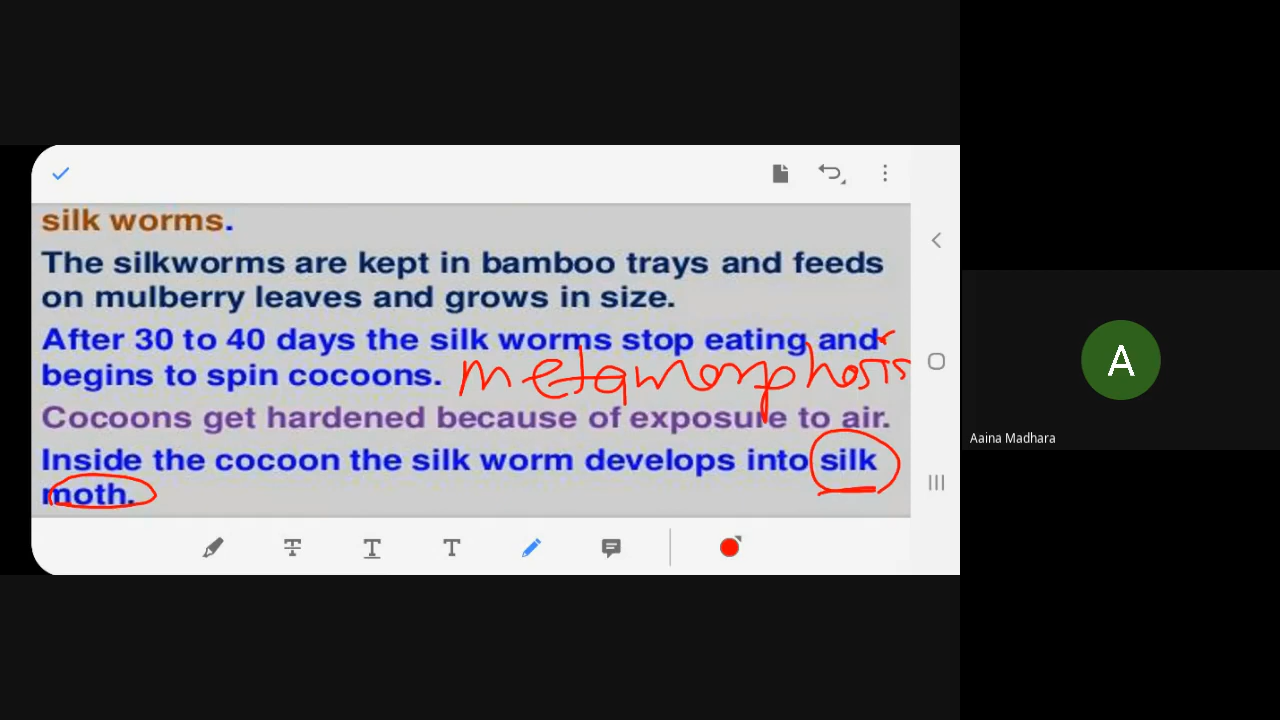 silk worms.
The silkworms are kept in bamboo trays and feeds
on mulberry leaves and grows in size.
After 30 to 40 days the silk worms stop eating and
begins to spin cocoons. metamorphosis
Cocoons get hardened because of exposure to air.
Inside the cocoon the silk worm develops into silk
moth.
T T T
A
Aaina Madhara